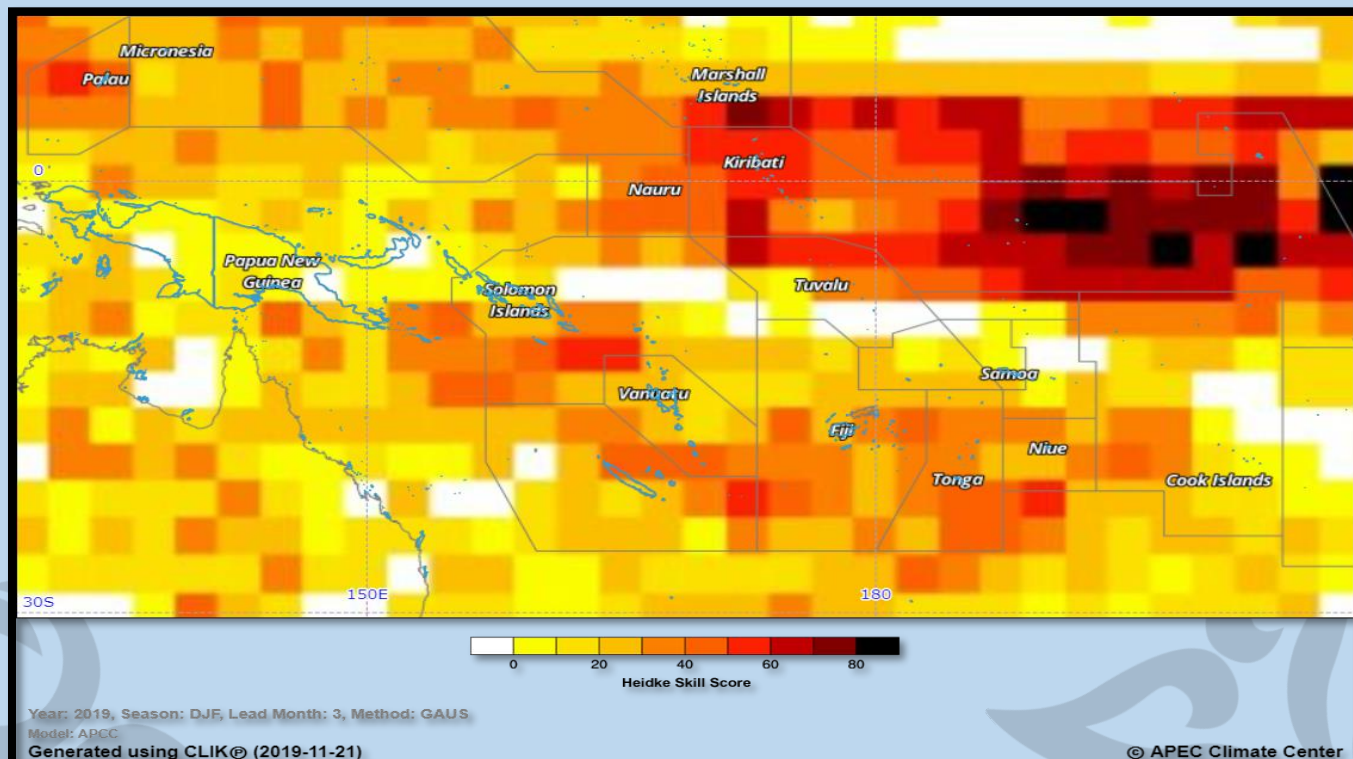 Micronesia
Palau
Marshall
Islands
Kiribati
0
Nauru
Papua New
Guinea
Solomon
Islands
Tuvalu
Samoa
Vanuatu
Fiji
Niue
Tonga
Cook Islands
30S
150E
180
0 20 40 60 80
Heidke Skill Score
Year: 2019, Season: DJF, Lead Month: 3, Method: GAUS
Model: APCC
Generated using CLIK℗ (2019-11-21)
© APEC Climate Center